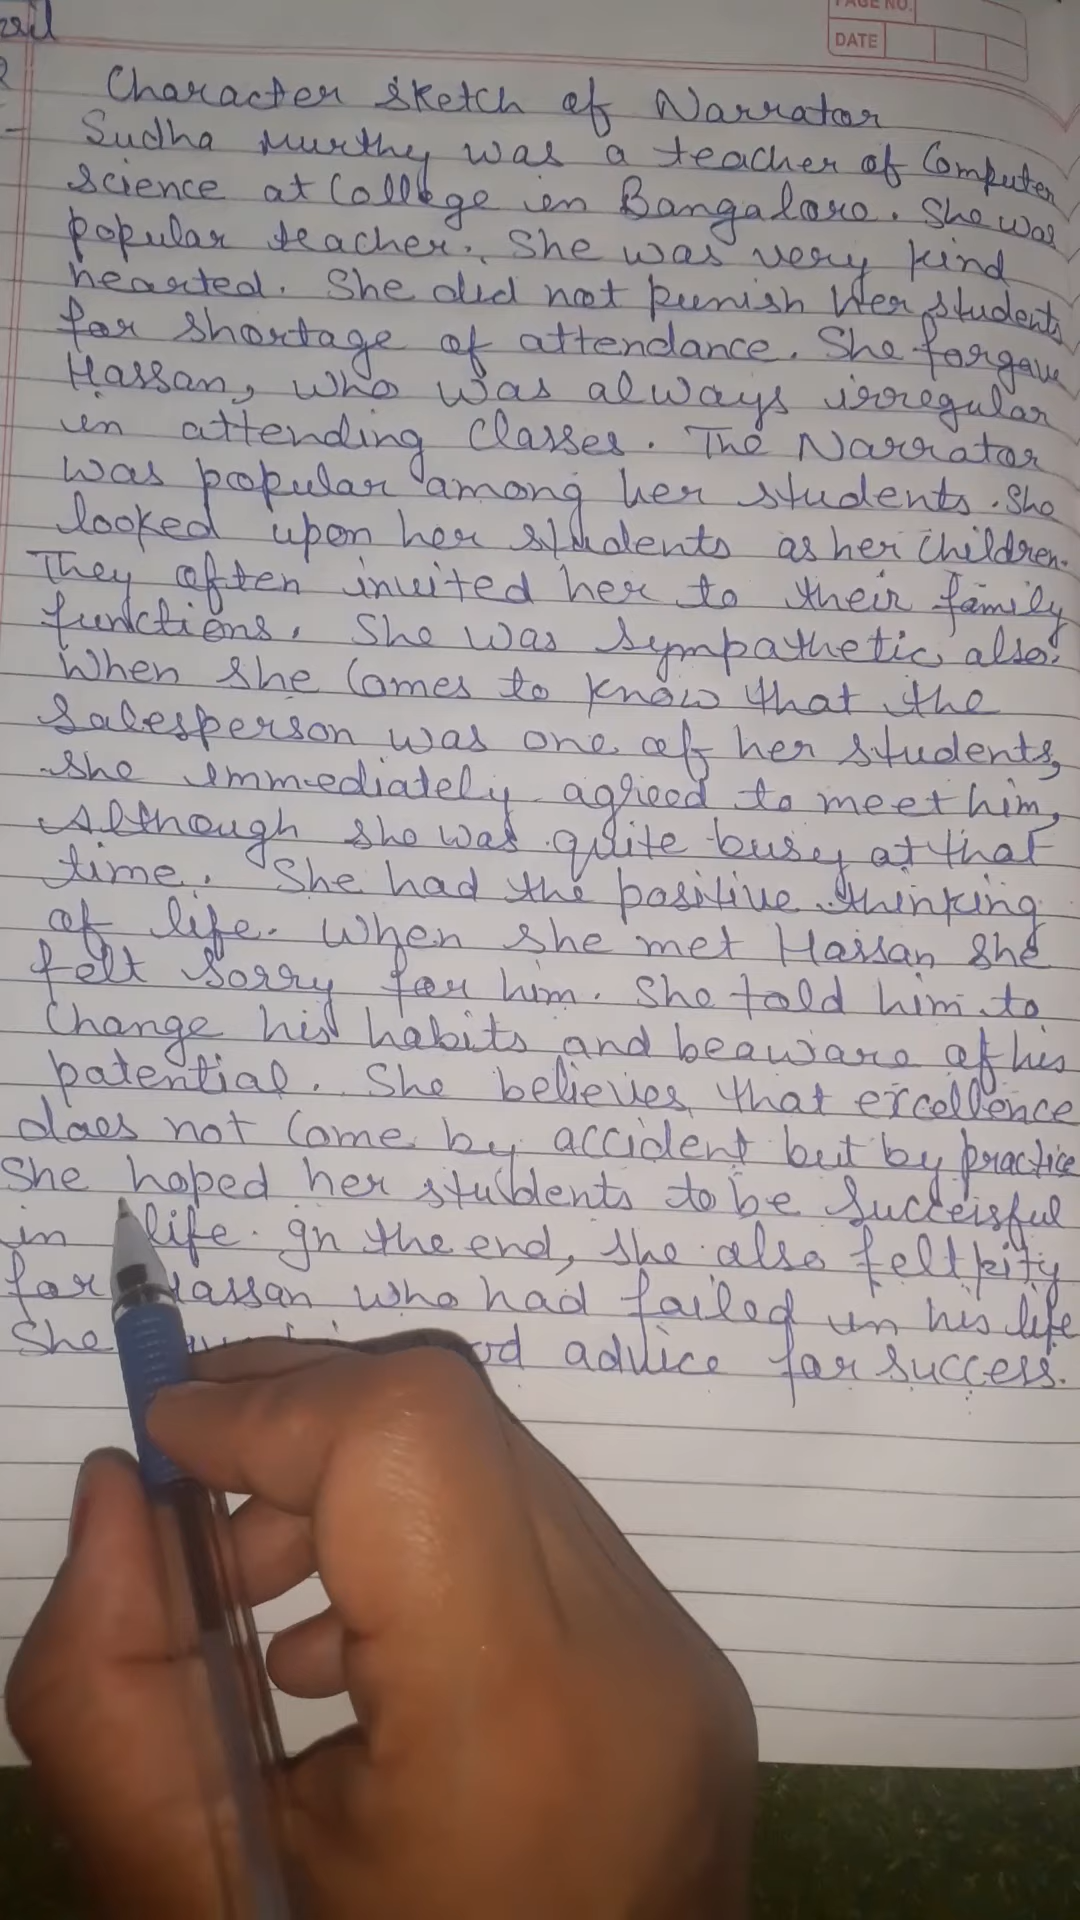 PAGE NO.
DATE
Character sketch of Narrator
Sudha Murthy was a teacher of Computer
science at College in Bangalore. She was
popular teacher. She was very kind
hearted. She did not punish Her students
for shortage of attendance. She forgave
Hassan, who was always irregular
in attending Classes. The Narrator
was popular among her students. She
looked upon her students as her Children.
They often invited her to their family
functions. She was sympathetic also.
When she Comes to know that the
salesperson was one of her students,
she immediately agreed to meet him,
Although she was quite busy at that
time. She had the positive thinking
of life. When she met Hassan she
felt sorry for him. She told him to
Change his habits and beaware of his
potential. She believes that excellence
does not Come by accident but by practice
She hoped her students to be successful
in life. In the end, she also felt pity
for Hassan who had failed in his life
She advice for success.